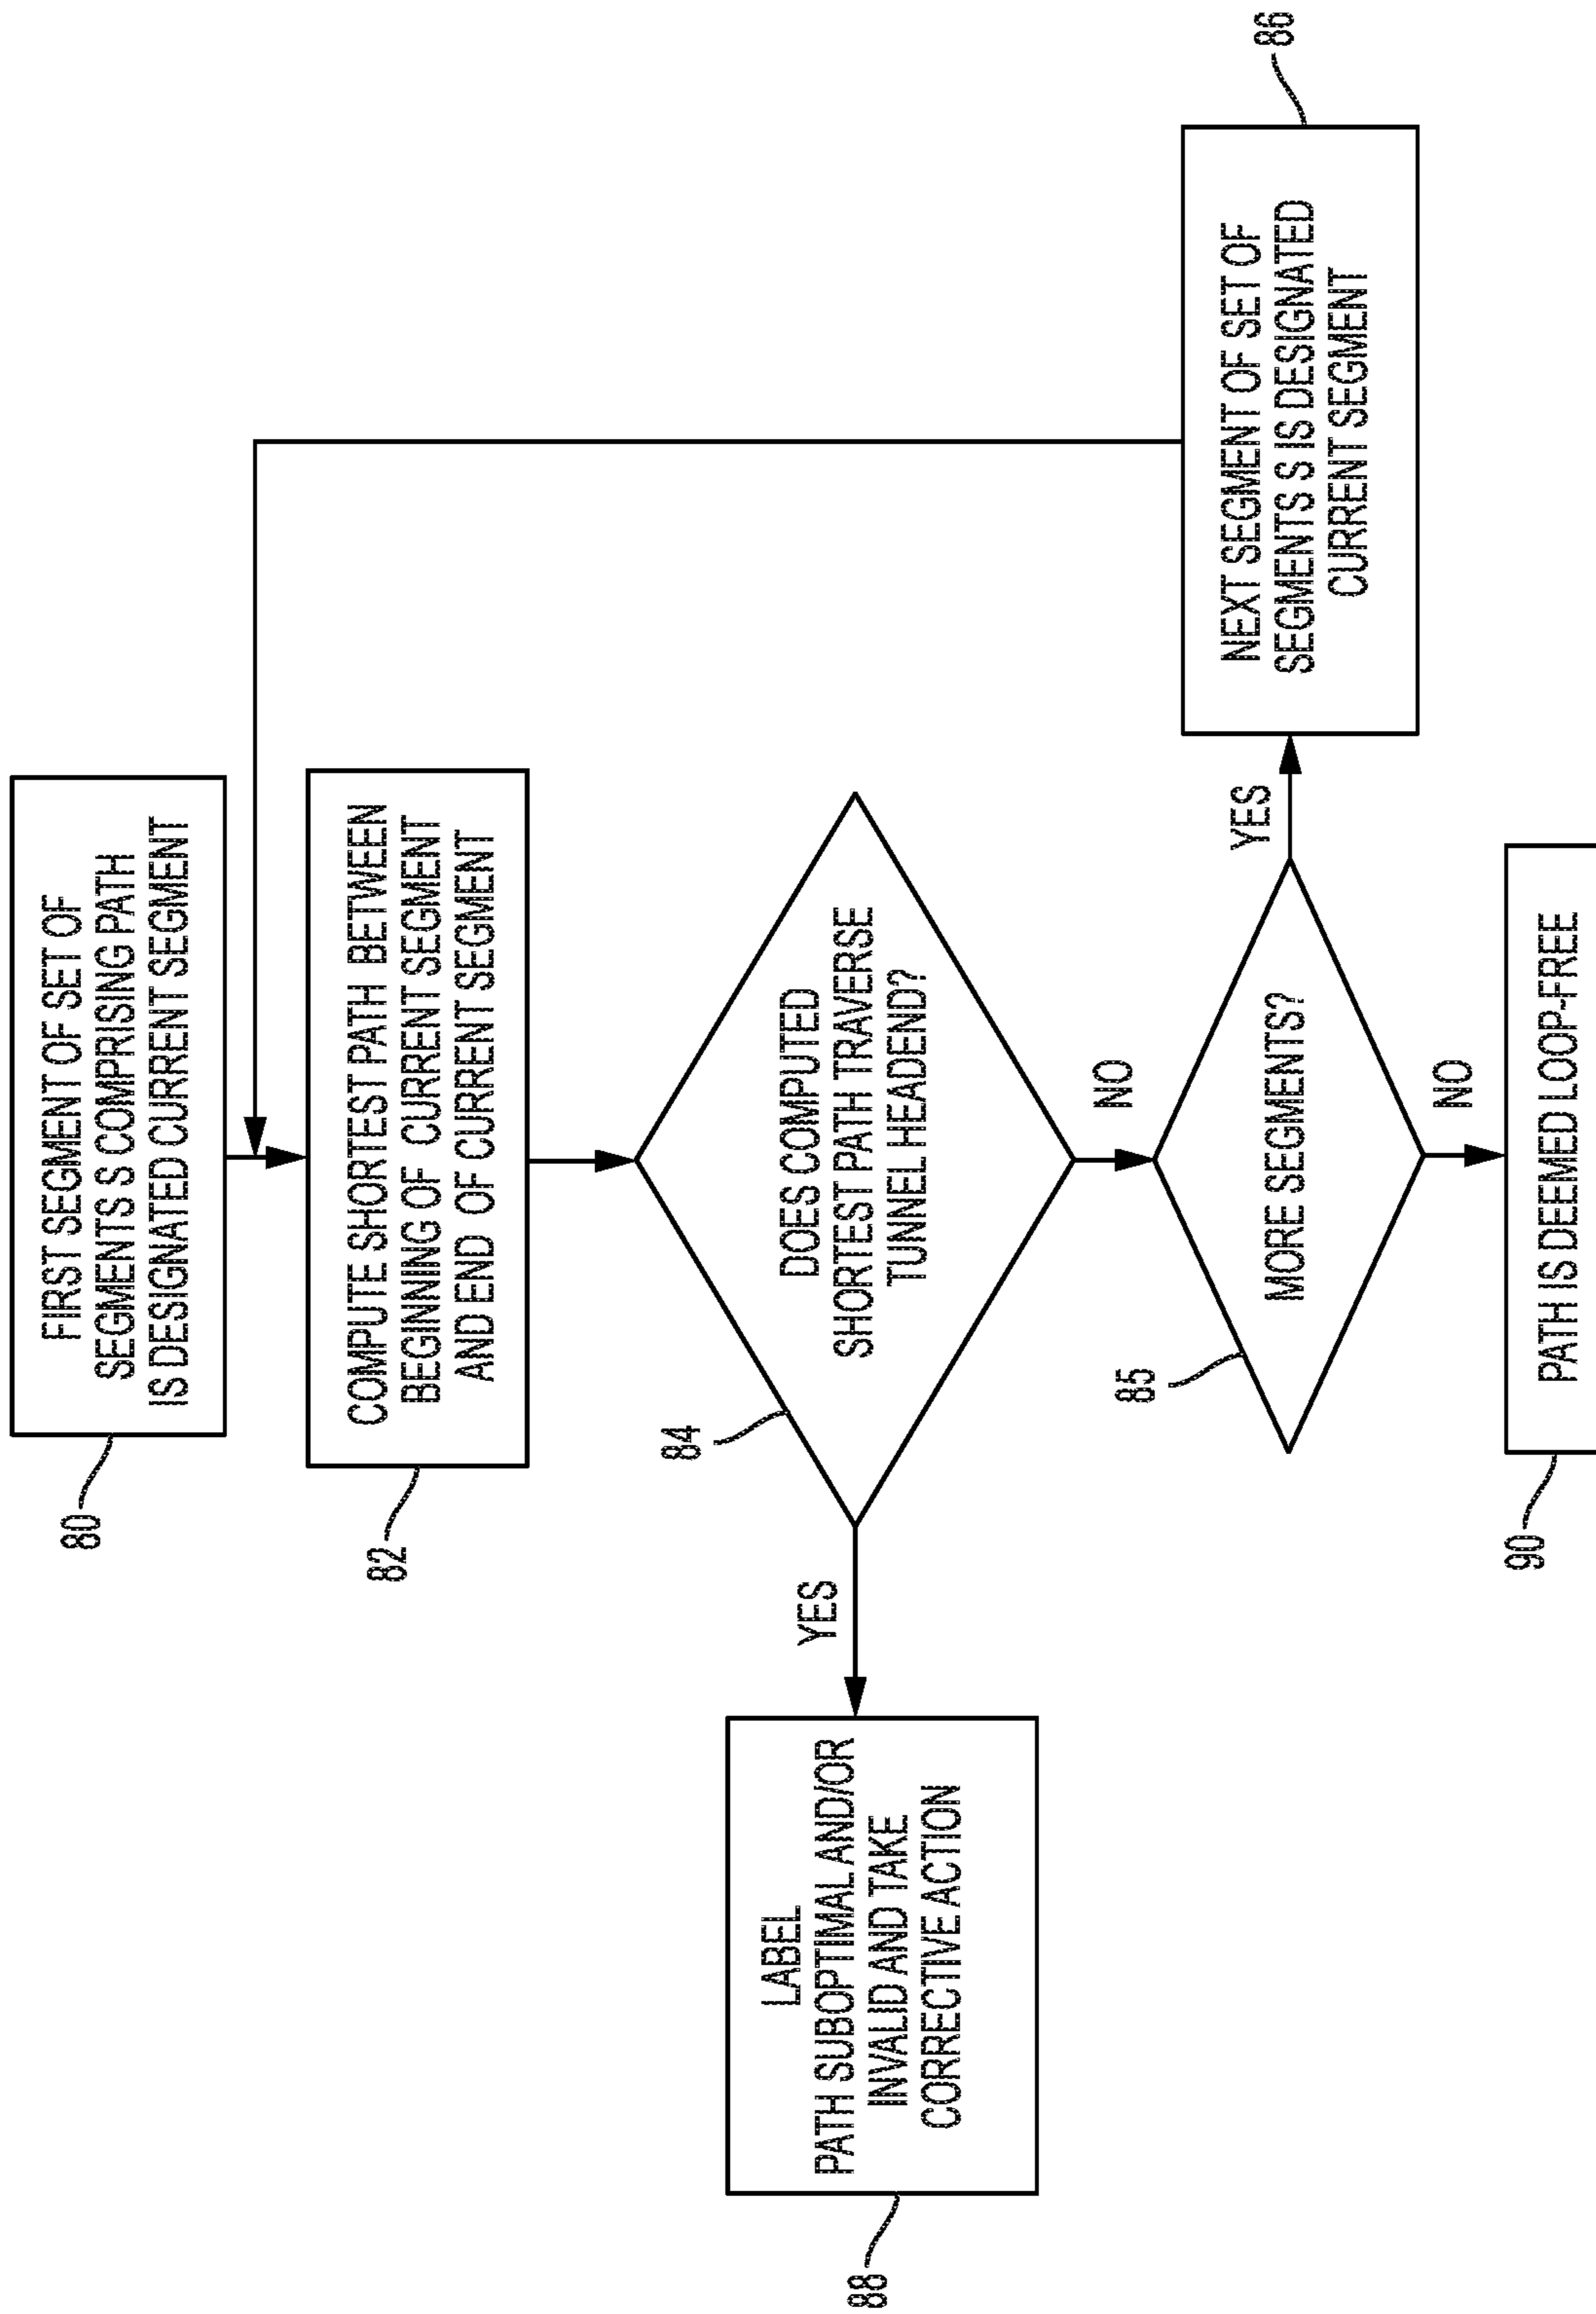 80
FIRST SEGMENT OF SET OF
SEGMENTS S COMPRISING PATH
IS DESIGNATED CURRENT SEGMENT
82
COMPUTE SHORTEST PATH BETWEEN
BEGINNING OF CURRENT SEGMENT
AND END OF CURRENT SEGMENT
84
DOES COMPUTED
SHORTEST PATH TRAVERSE
TUNNEL HEADEND?
YES
88
LABEL
PATH SUBOPTIMAL AND/OR
INVALID AND TAKE
CORRECTIVE ACTION
NO
85
MORE SEGMENTS?
YES
86
NEXT SEGMENT OF SET OF
SEGMENTS S IS DESIGNATED
CURRENT SEGMENT
NO
90
PATH IS DEEMED LOOP-FREE